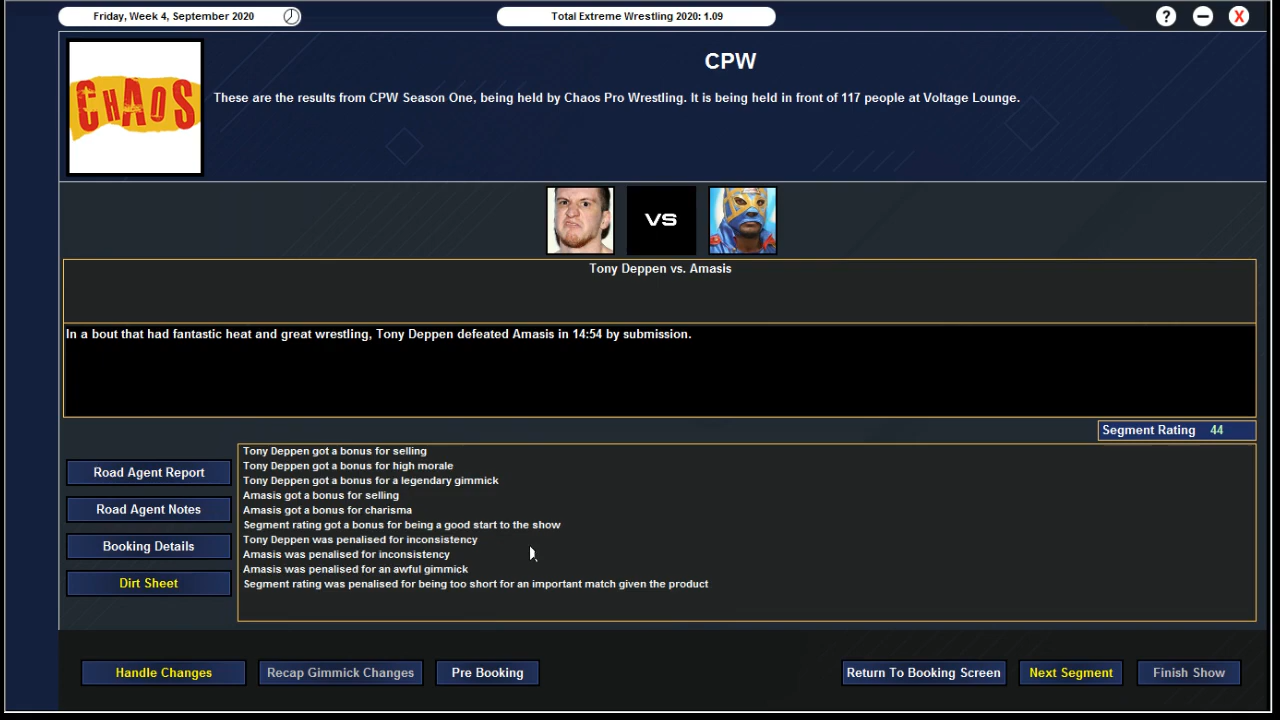 Friday, Week 4, September 2020
Total Extreme Wrestling 2020: 1.09
?
X
CHAOS
CPW
These are the results from CPW Season One, being held by Chaos Pro Wrestling. It is being held in front of 117 people at Voltage Lounge.
VS
Tony Deppen vs. Amasis
In a bout that had fantastic heat and great wrestling, Tony Deppen defeated Amasis in 14:54 by submission.
Segment Rating 44
Road Agent Report
Road Agent Notes
Booking Details
Dirt Sheet
Tony Deppen got a bonus for selling
Tony Deppen got a bonus for high morale
Tony Deppen got a bonus for a legendary gimmick
Amasis got a bonus for selling
Amasis got a bonus for charisma
Segment rating got a bonus for being a good start to the show
Tony Deppen was penalised for inconsistency
Amasis was penalised for inconsistency
Amasis was penalised for an awful gimmick
Segment rating was penalised for being too short for an important match given the product
Handle Changes
Recap Gimmick Changes
Pre Booking
Return To Booking Screen
Next Segment
Finish Show